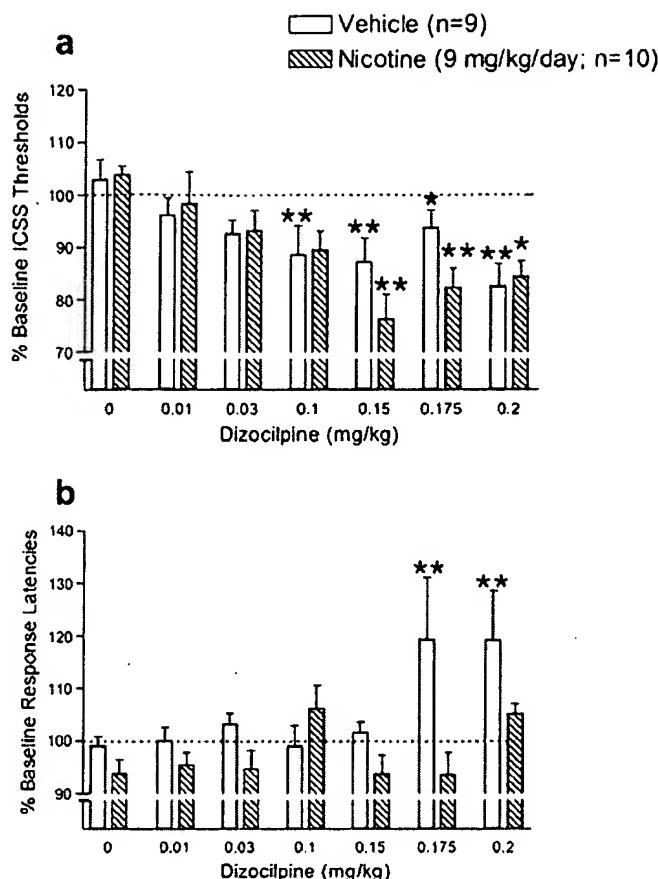 Vehicle (n=9)
Nicotine (9 mg/kg/day; n=10)
a
% Baseline ICSS Thresholds
120
110
100
90
80
70
** ** * ** ** ** *
0 0.01 0.03 0.1 0.15 0.175 0.2
Dizocilpine (mg/kg)
b
% Baseline Response Latencies
140
130
120
110
100
90
** **
0 0.01 0.03 0.1 0.15 0.175 0.2
Dizocilpine (mg/kg)